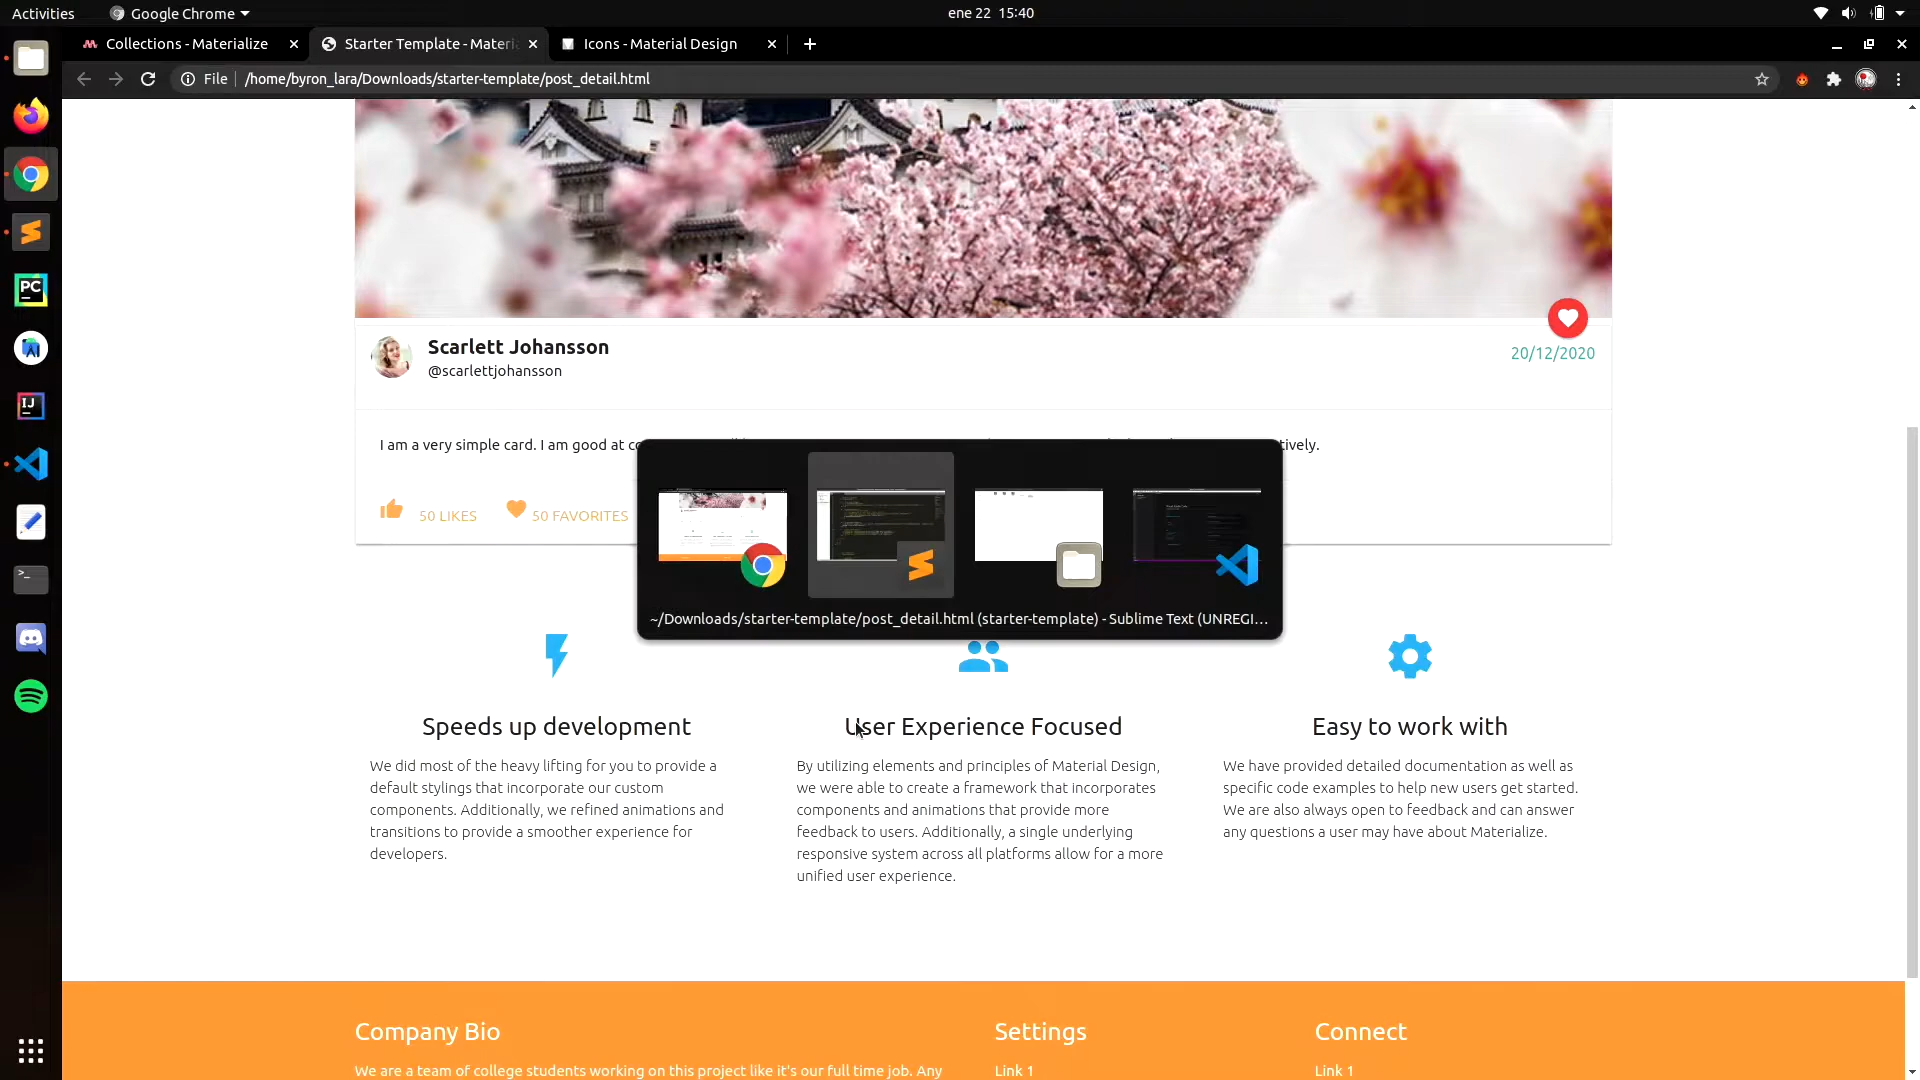 Activities
Google Chrome
ene 22 15:40
Collections - Materialize
Starter Template - Materi
Icons - Material Design
File
/home/byron_lara/Downloads/starter-template/post_detail.html
PC
IJ
>_
Scarlett Johansson
@scarlettjohansson
20/12/2020
I am a very simple card. I am good at co
tively.
50 LIKES
50 FAVORITES
~/Downloads/starter-template/post_detail.html (starter-template) - Sublime Text (UNREGI...
Speeds up development
We did most of the heavy lifting for you to provide a
default stylings that incorporate our custom
components. Additionally, we refined animations and
transitions to provide a smoother experience for
developers.
User Experience Focused
By utilizing elements and principles of Material Design,
we were able to create a framework that incorporates
components and animations that provide more
feedback to users. Additionally, a single underlying
responsive system across all platforms allow for a more
unified user experience.
Easy to work with
We have provided detailed documentation as well as
specific code examples to help new users get started.
We are also always open to feedback and can answer
any questions a user may have about Materialize.
Company Bio
We are a team of college students working on this project like it's our full time job. Any
Settings
Link 1
Connect
Link 1